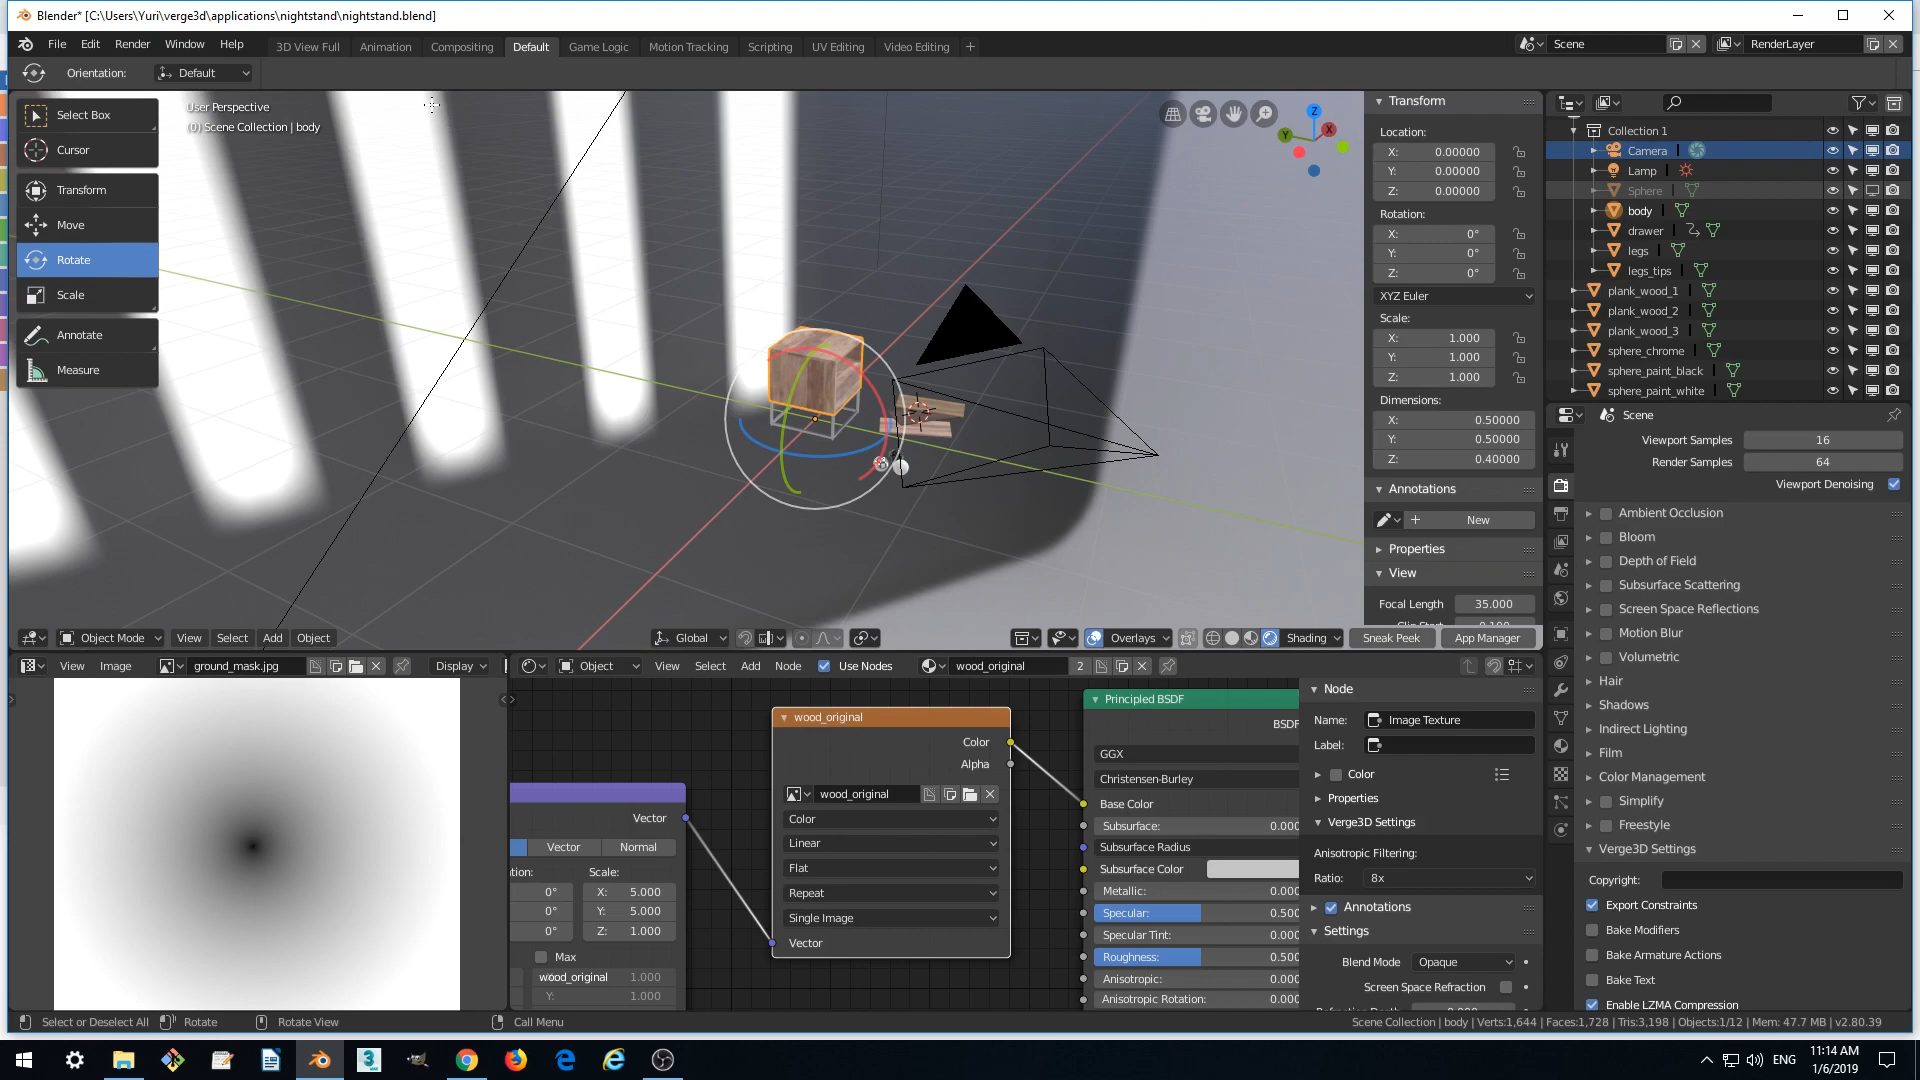 Blender* [C:\Users\Yuri\verge3d\applications\nightstand\nightstand.blend]
File Edit Render Window Help
3D View Full Animation Compositing Default Game Logic Motion Tracking Scripting UV Editing Video Editing +
Scene RenderLayer
Orientation: Default
Select Box
Cursor
Transform
Move
Rotate
Scale
Annotate
Measure
User Perspective
(0) Scene Collection | body
Z
Y
X
Transform
Location:
X: 0.00000
Y: 0.00000
Z: 0.00000
Rotation:
X: 0°
Y: 0°
Z: 0°
XYZ Euler
Scale:
X: 1.000
Y: 1.000
Z: 1.000
Dimensions:
X: 0.50000
Y: 0.50000
Z: 0.40000
Annotations
+ New
Properties
View
Focal Length 35.000
Collection 1
Camera
Lamp
Sphere
body
drawer
legs
legs_tips
plank_wood_1
plank_wood_2
plank_wood_3
sphere_chrome
sphere_paint_black
sphere_paint_white
Scene
Viewport Samples 16
Render Samples 64
Viewport Denoising
Ambient Occlusion
Bloom
Depth of Field
Subsurface Scattering
Screen Space Reflections
Motion Blur
Volumetric
Hair
Shadows
Indirect Lighting
Film
Color Management
Simplify
Freestyle
Verge3D Settings
Copyright:
Export Constraints
Bake Modifiers
Bake Armature Actions
Bake Text
Enable LZMA Compression
Object Mode View Select Add Object
Global
Overlays Shading Sneak Peek App Manager
View Image ground_mask.jpg Display
Object View Select Add Node Use Nodes wood_original 2
Vector
Vector Normal
Scale:
0° X: 5.000
0° Y: 5.000
0° Z: 1.000
Max
wood_original 1.000
Y: 1.000
wood_original
Color
Alpha
wood_original
Color
Linear
Flat
Repeat
Single Image
Vector
Principled BSDF
BSDF
GGX
Christensen-Burley
Base Color
Subsurface: 0.000
Subsurface Radius
Subsurface Color
Metallic: 0.000
Specular: 0.500
Specular Tint: 0.000
Roughness: 0.500
Anisotropic: 0.000
Anisotropic Rotation: 0.000
Node
Name: Image Texture
Label:
Color
Properties
Verge3D Settings
Anisotropic Filtering:
Ratio: 8x
Annotations
Settings
Blend Mode Opaque
Screen Space Refraction
Select or Deselect All Rotate Rotate View Call Menu
Scene Collection | body | Verts:1,644 | Faces:1,728 | Tris:3,198 | Objects:1/12 | Mem: 47.7 MB | v2.80.39
ENG
11:14 AM
1/6/2019